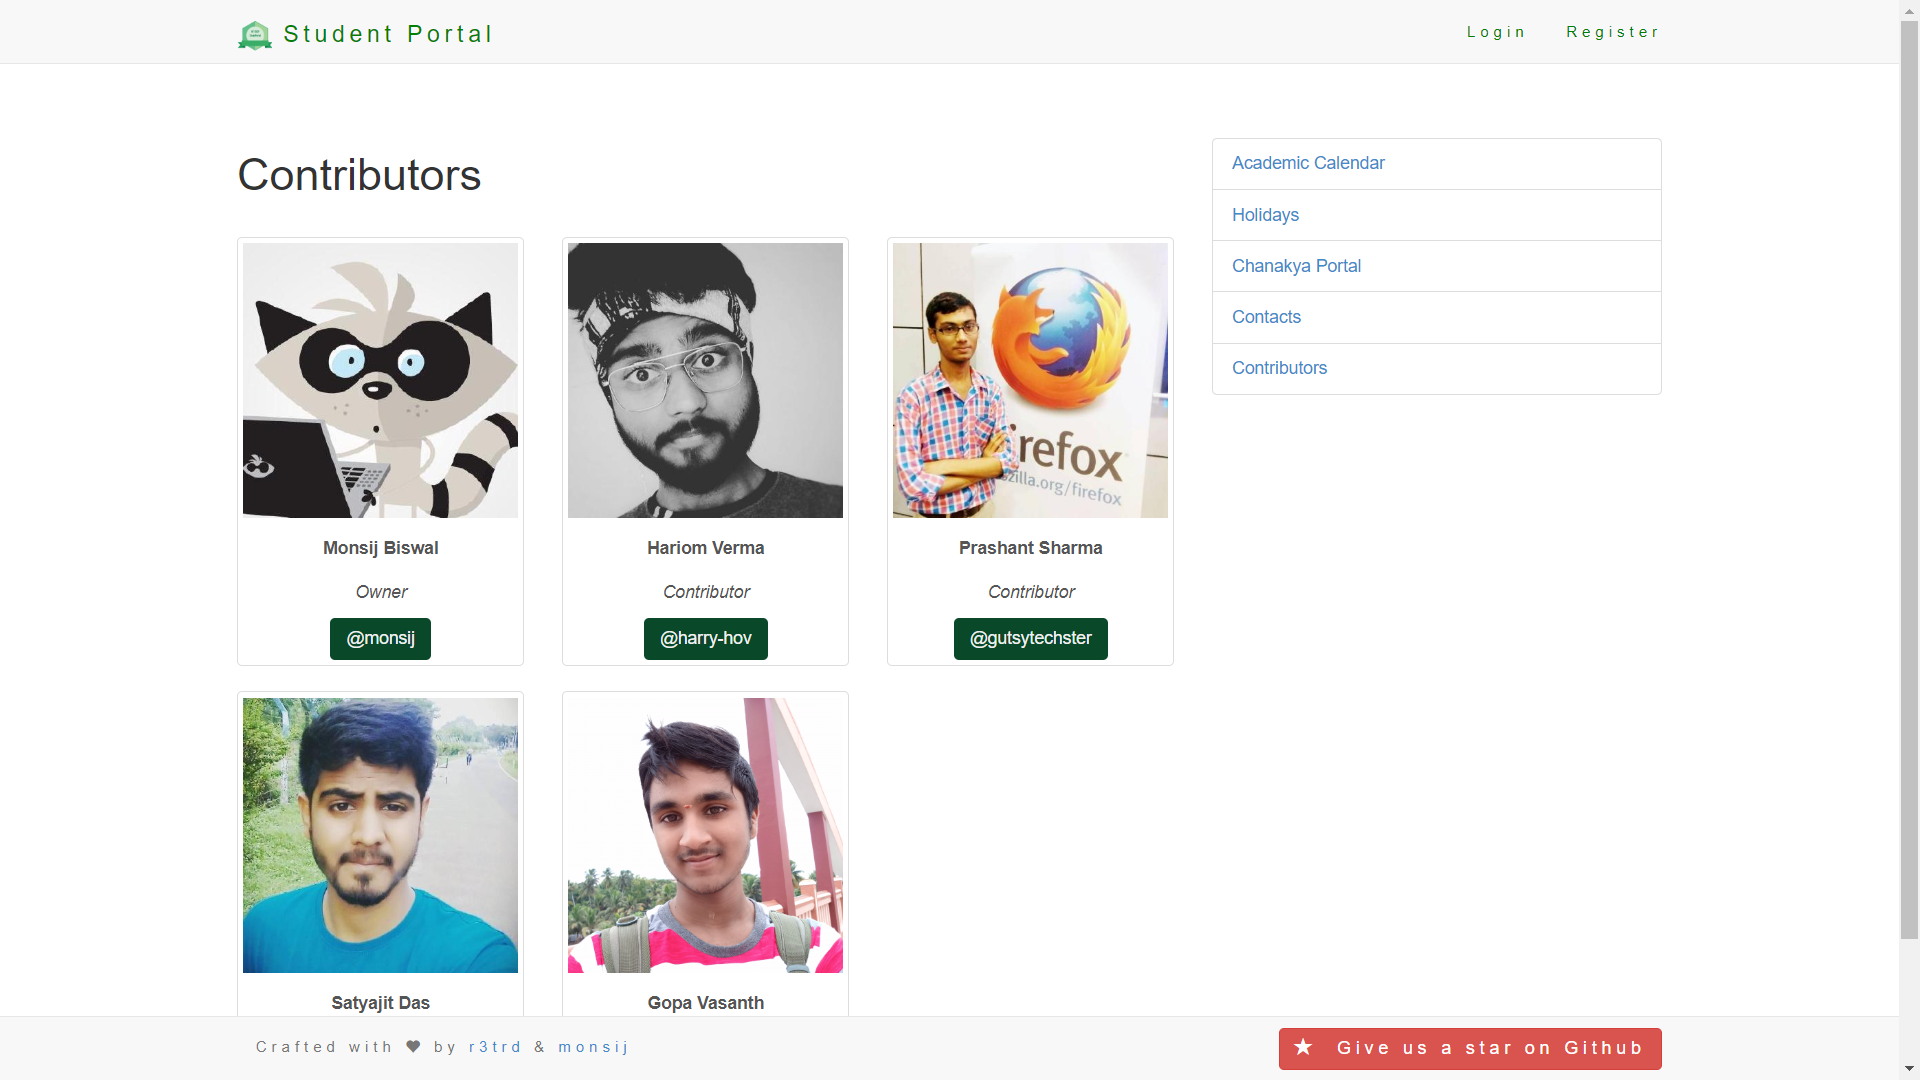 Student Portal
Login
Register
Contributors
Academic Calendar
Holidays
Chanakya Portal
Contacts
Contributors
irefox
zilla.org/firefox
Monsij Biswal
Owner
@monsij
Hariom Verma
Contributor
@harry-hov
Prashant Sharma
Contributor
@gutsytechster
Satyajit Das
Gopa Vasanth
Crafted with ♥ by r3trd & monsij
★ Give us a star on Github